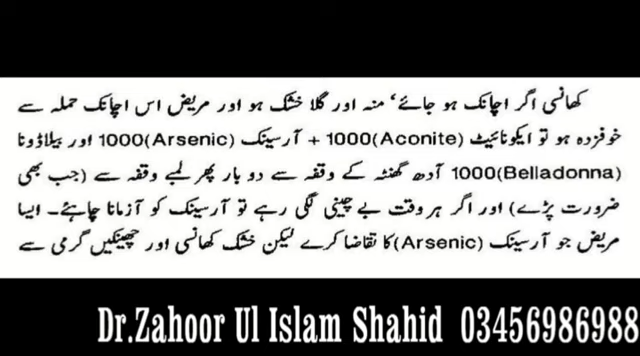 کھانسی اگر اچانک ہو جائے‘ منہ اور گلا خشک ہو اور مریض اس اچانک حملہ سے
خوفزدہ ہو تو ایکونائیٹ (Aconite)1000 + آرسینک (Arsenic)1000 اور بیلاڈونا
(Belladonna)1000 آدھ گھنٹہ کے وقفہ سے دو بار پھر لمبے وقفہ سے (جب بھی
ضرورت پڑے) اور اگر ہر وقت بے چینی لگی رہے تو آرسینک کو آزمانا چاہئے۔ ایسا
مریض جو آرسینک (Arsenic)کا تقاضا کرے لیکن خشک کھانسی اور چھینکیں گرمی سے
Dr.Zahoor Ul Islam Shahid 03456986988